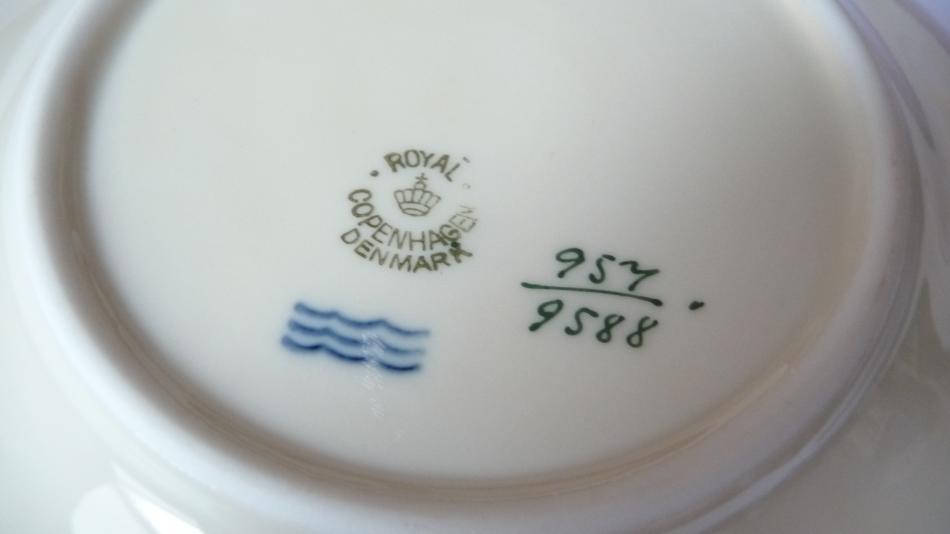 ROYAL
COPENHAGEN
DENMARK
957
9588